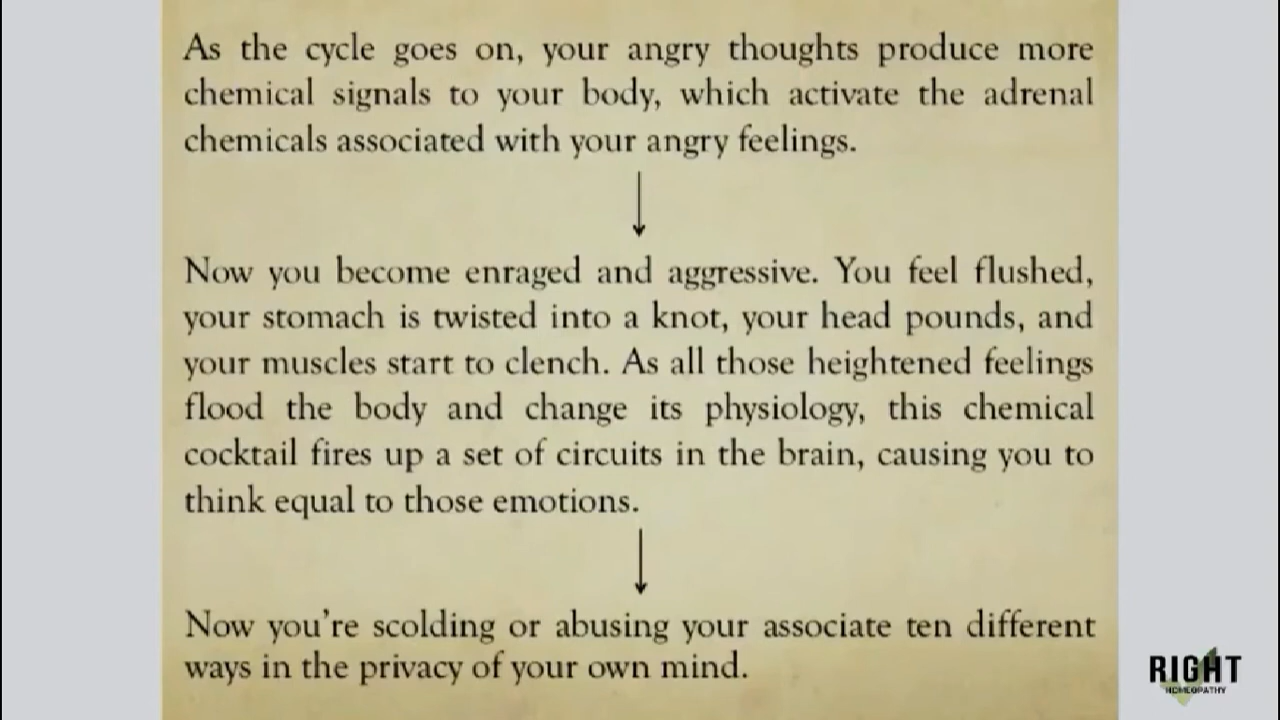 As the cycle goes on, your angry thoughts produce more
chemical signals to your body, which activate the adrenal
chemicals associated with your angry feelings.
Now you become enraged and aggressive. You feel flushed,
your stomach is twisted into a knot, your head pounds, and
your muscles start to clench. As all those heightened feelings
flood the body and change its physiology, this chemical
cocktail fires up a set of circuits in the brain, causing you to
think equal to those emotions.
Now you're scolding or abusing your associate ten different
ways in the privacy of your own mind.
RIGHT
HOMEOPATHY